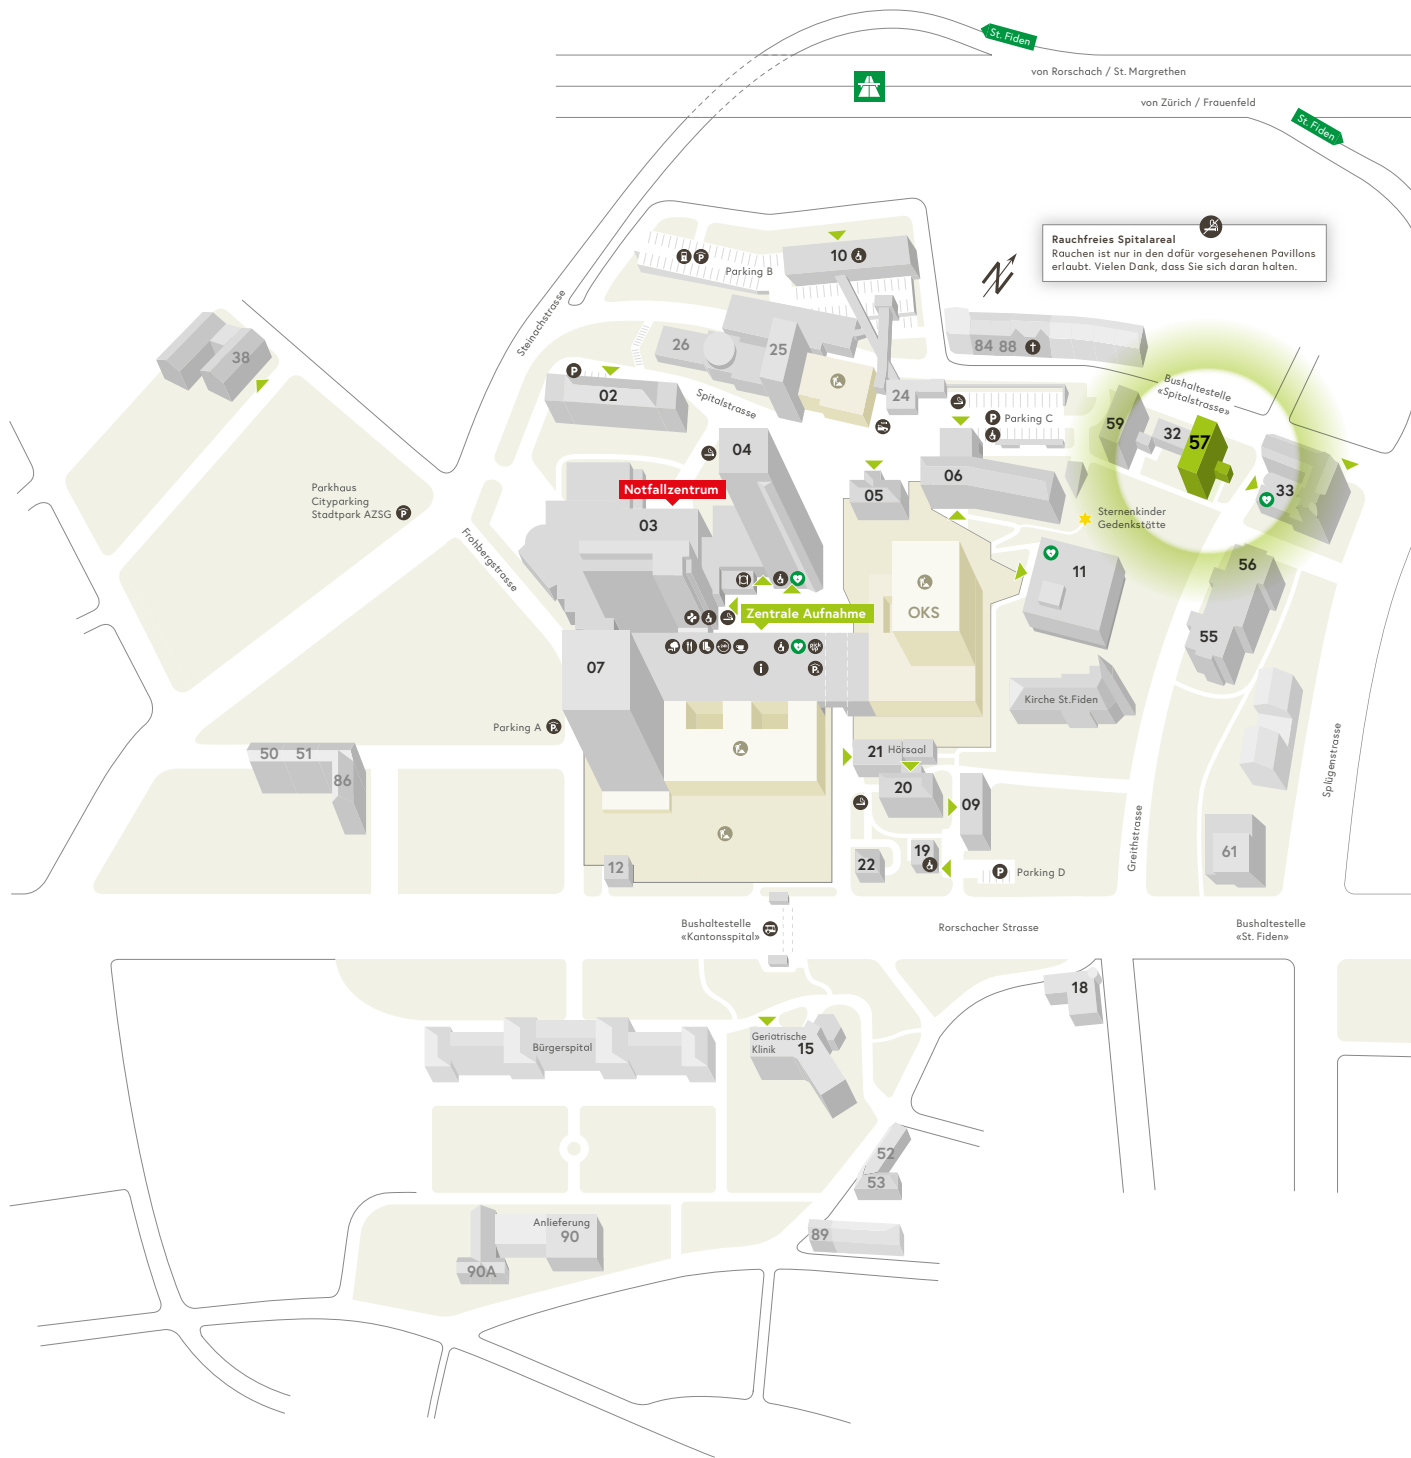 St. Fiden
von Rorschach / St. Margrethen
von Zürich / Frauenfeld
St. Fiden
Rauchfreies Spitalareal
Rauchen ist nur in den dafür vorgesehenen Pavillons
erlaubt. Vielen Dank, dass Sie sich daran halten.
N
10
P
Parking B
Steinachstrasse
38
26
25
84 88
P
02
Spitalstrasse
24
Bushaltestelle
«Spitalstrasse»
P
Parking C
59
32
57
04
06
05
33
Notfallzentrum
03
Parkhaus
Cityparking
Stadtpark AZSG
P
Sternenkinder
Gedenkstätte
Frohbergstrasse
11
56
OKS
Zentrale Aufnahme
55
07
i
P
Kirche St.Fiden
Parking A
P
50
51
86
21
Hörsaal
20
09
Splügenstrasse
Greithstrasse
19
22
12
P
Parking D
61
Bushaltestelle
«Kantonsspital»
Rorschacher Strasse
Bushaltestelle
«St. Fiden»
18
Bürgerspital
Geriatrische
Klinik
15
52
53
Anlieferung
90
90A
89